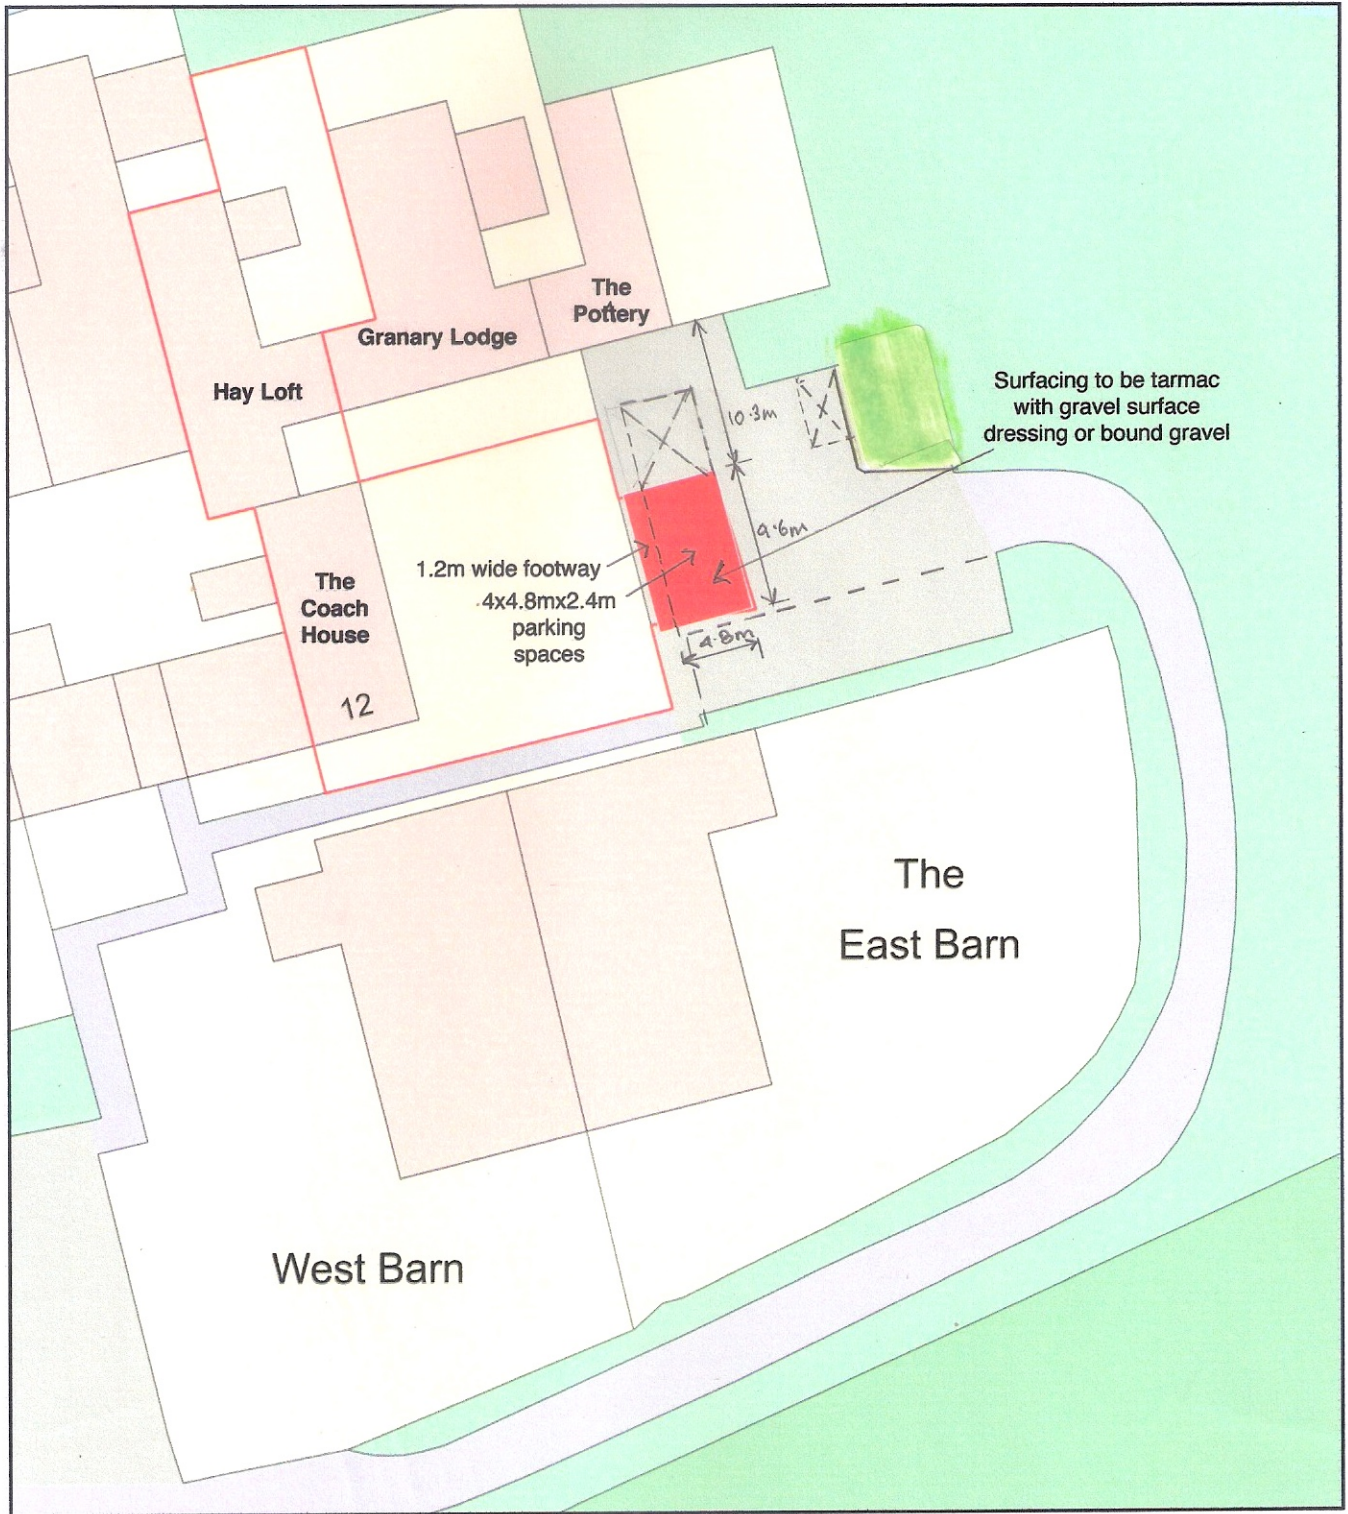 The
Pottery
Granary Lodge
Hay Loft
10.3m
Surfacing to be tarmac
with gravel surface
dressing or bound gravel
9.6m
1.2m wide footway
4x4.8mx2.4m
parking
spaces
The
Coach
House
4.8m
12
The
East Barn
West Barn